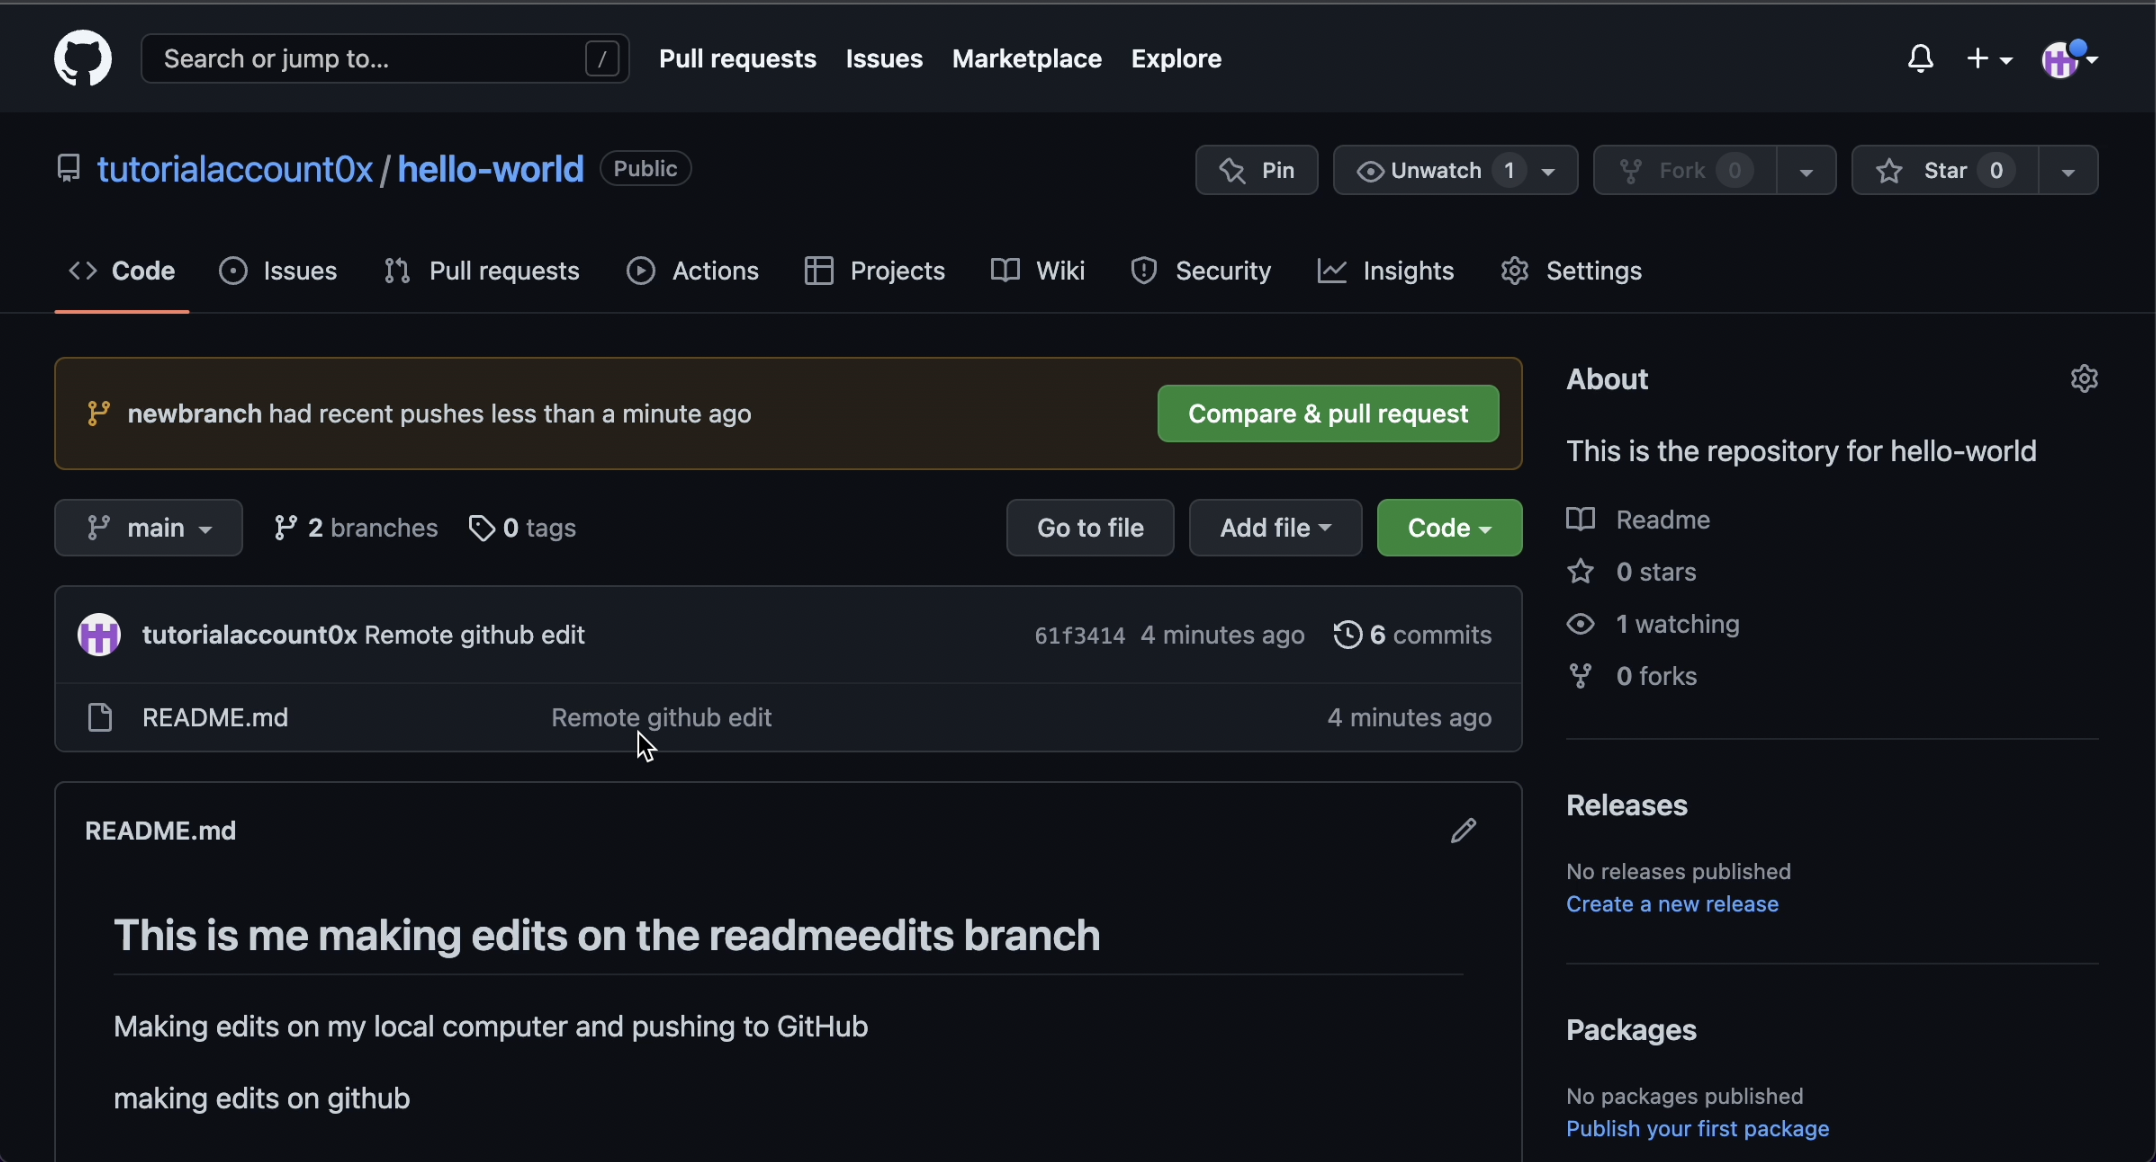 Search or jump to... /
Pull requests Issues Marketplace Explore
tutorialaccount0x / hello-world Public
Pin Unwatch 1 Fork 0 Star 0
Code Issues Pull requests Actions Projects Wiki Security Insights Settings
newbranch had recent pushes less than a minute ago Compare & pull request
main 2 branches 0 tags Go to file Add file Code
tutorialaccount0x Remote github edit 61f3414 4 minutes ago 6 commits
README.md Remote github edit 4 minutes ago
README.md
This is me making edits on the readmeedits branch
Making edits on my local computer and pushing to GitHub
making edits on github
About
This is the repository for hello-world
Readme
0 stars
1 watching
0 forks
Releases
No releases published
Create a new release
Packages
No packages published
Publish your first package